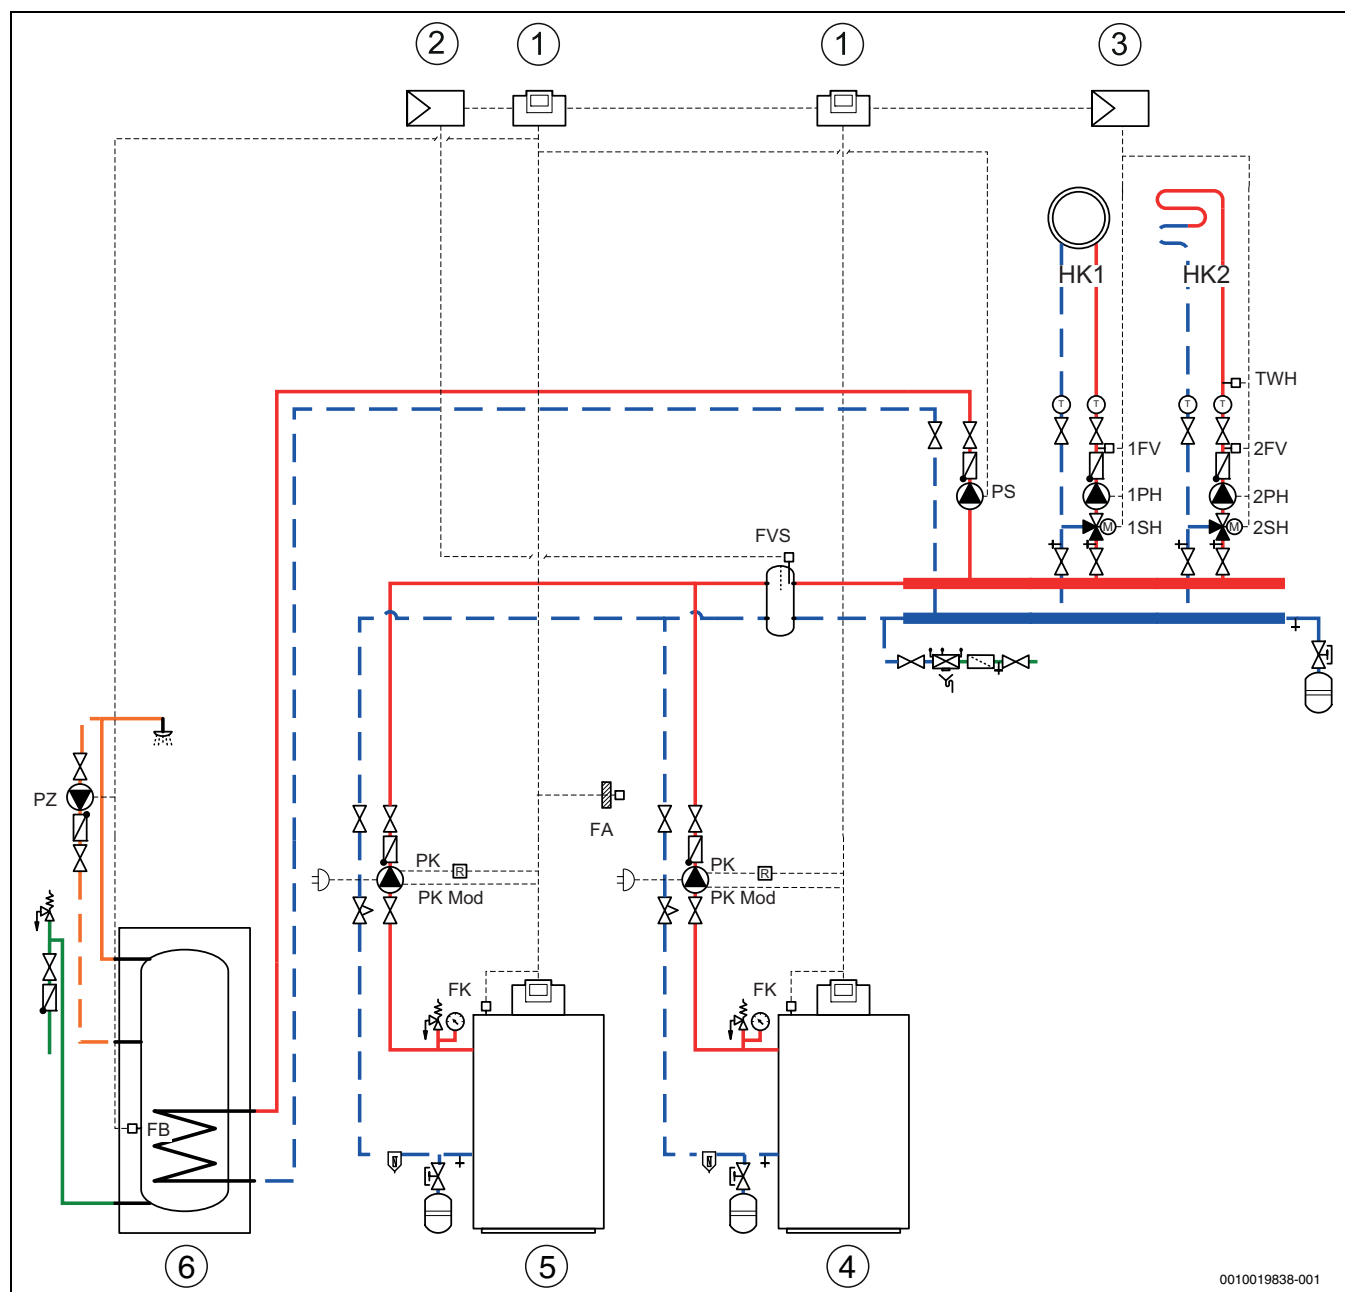 2
1
1
3
HK1
HK2
TWH
T
T
T
T
1FV
2FV
PS
1PH
2PH
M
1SH
M
2SH
FVS
PZ
FA
PK
R
PK Mod
PK
R
PK Mod
FK
FK
FB
6
5
4
0010019838-001